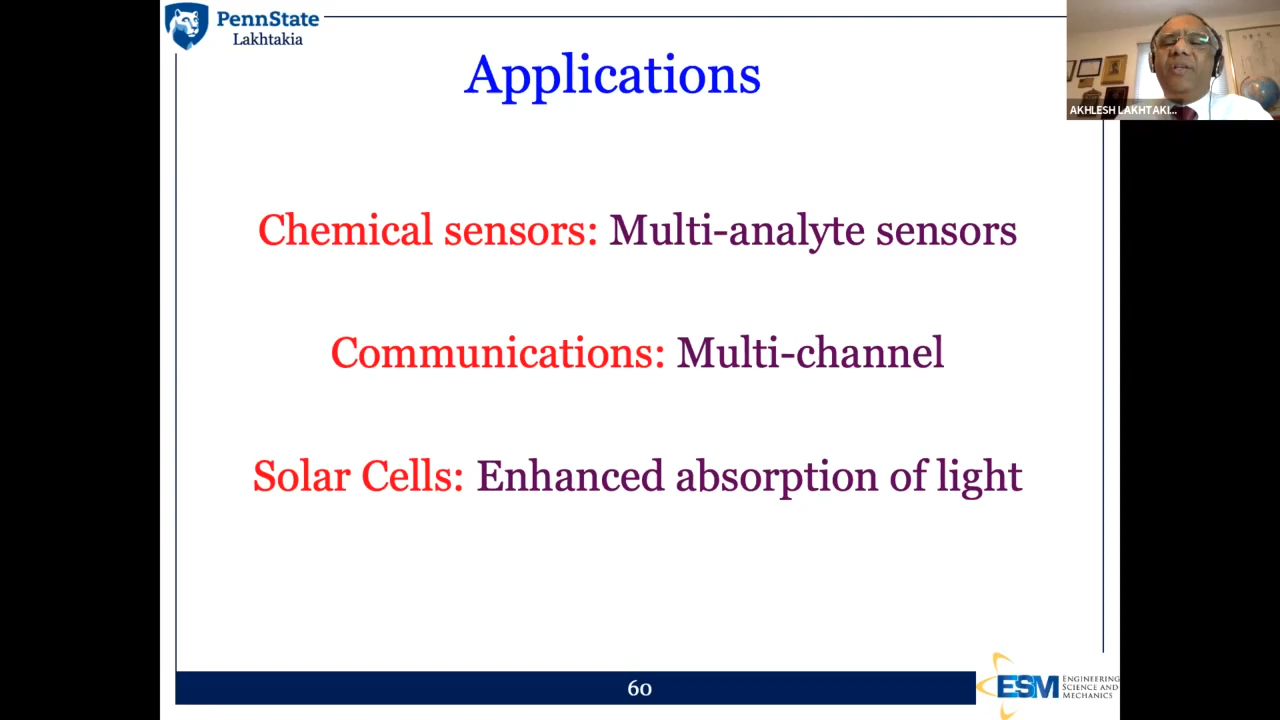 PennState
Lakhtakia
AKHLESH LAKHTAKI...
Applications
Chemical sensors: Multi-analyte sensors
Communications: Multi-channel
Solar Cells: Enhanced absorption of light
60
ESM ENGINEERING
SCIENCE AND
MECHANICS